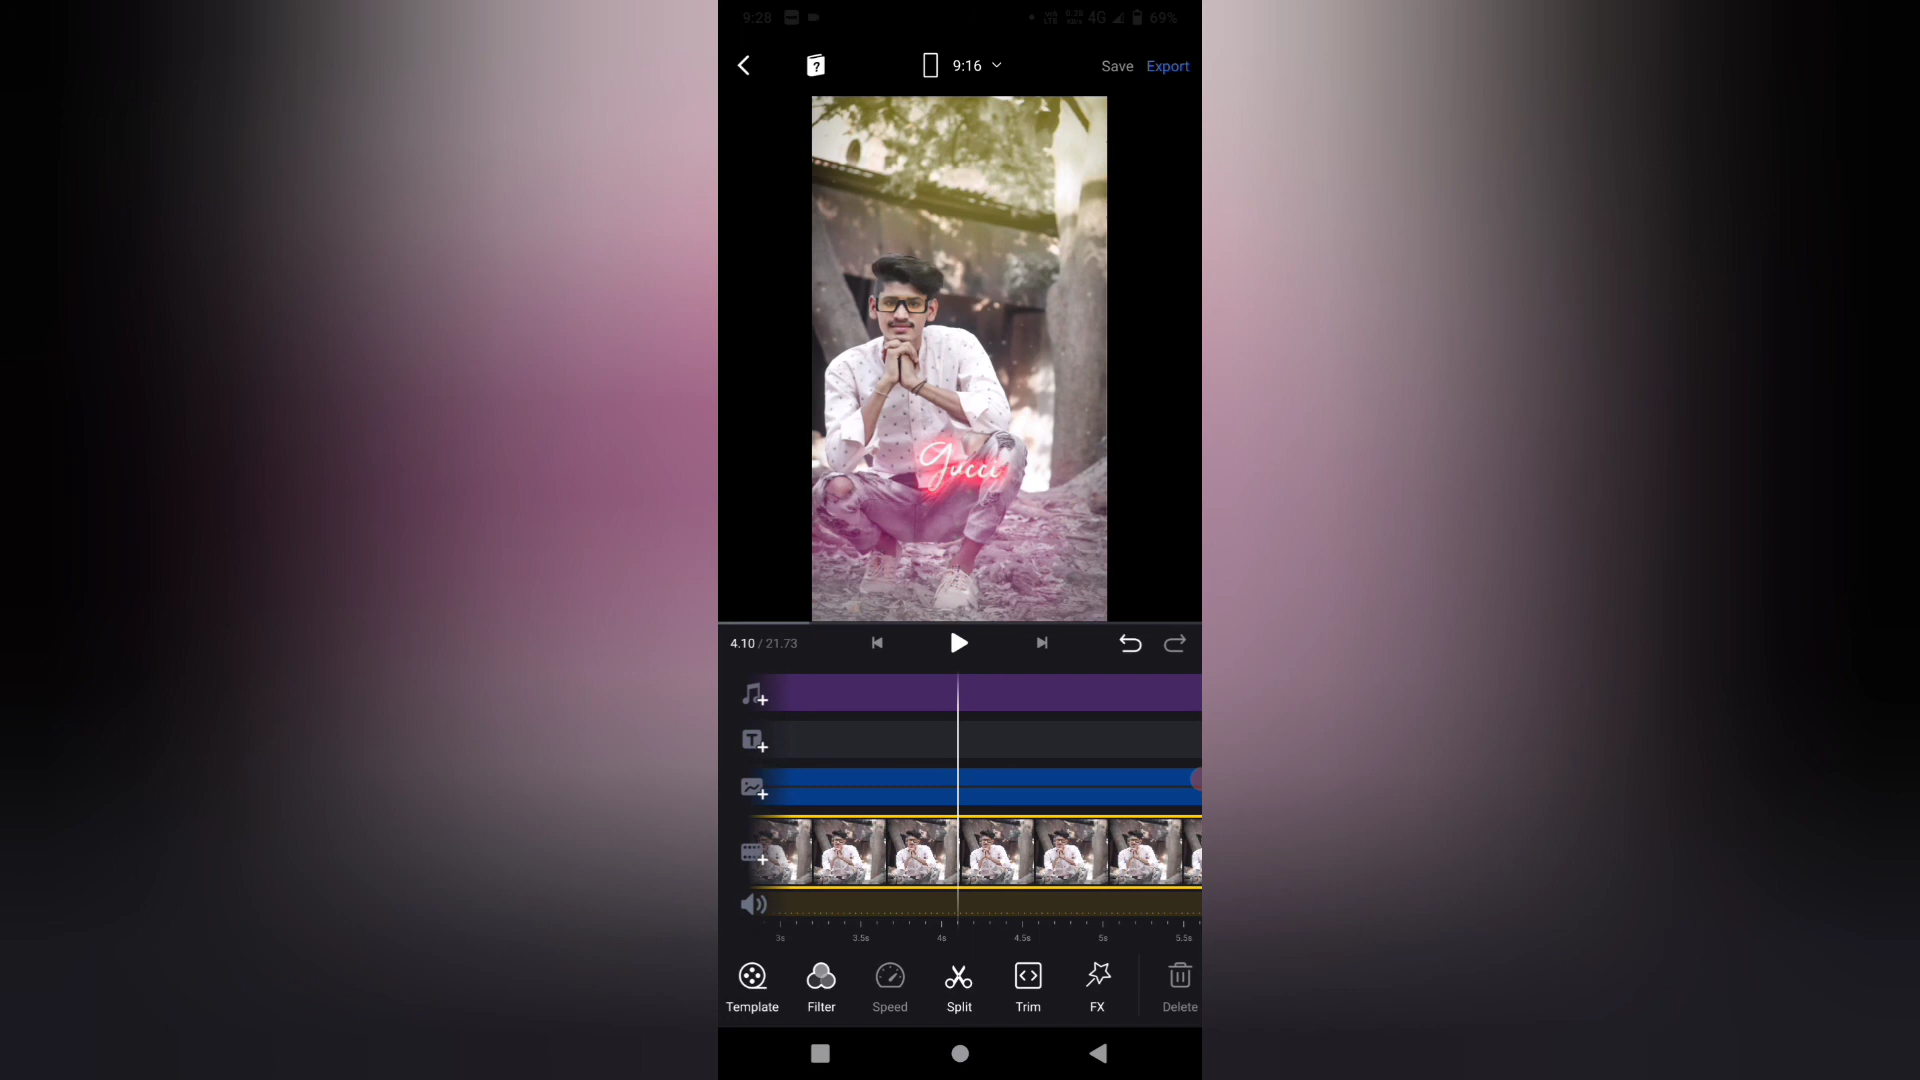 9:28
4G
69%
9:16
Save
Export
Gucci
4.10 / 21.73
3s
3.5s
4s
4.5s
5s
5.5s
Template
Filter
Speed
Split
Trim
FX
Delete